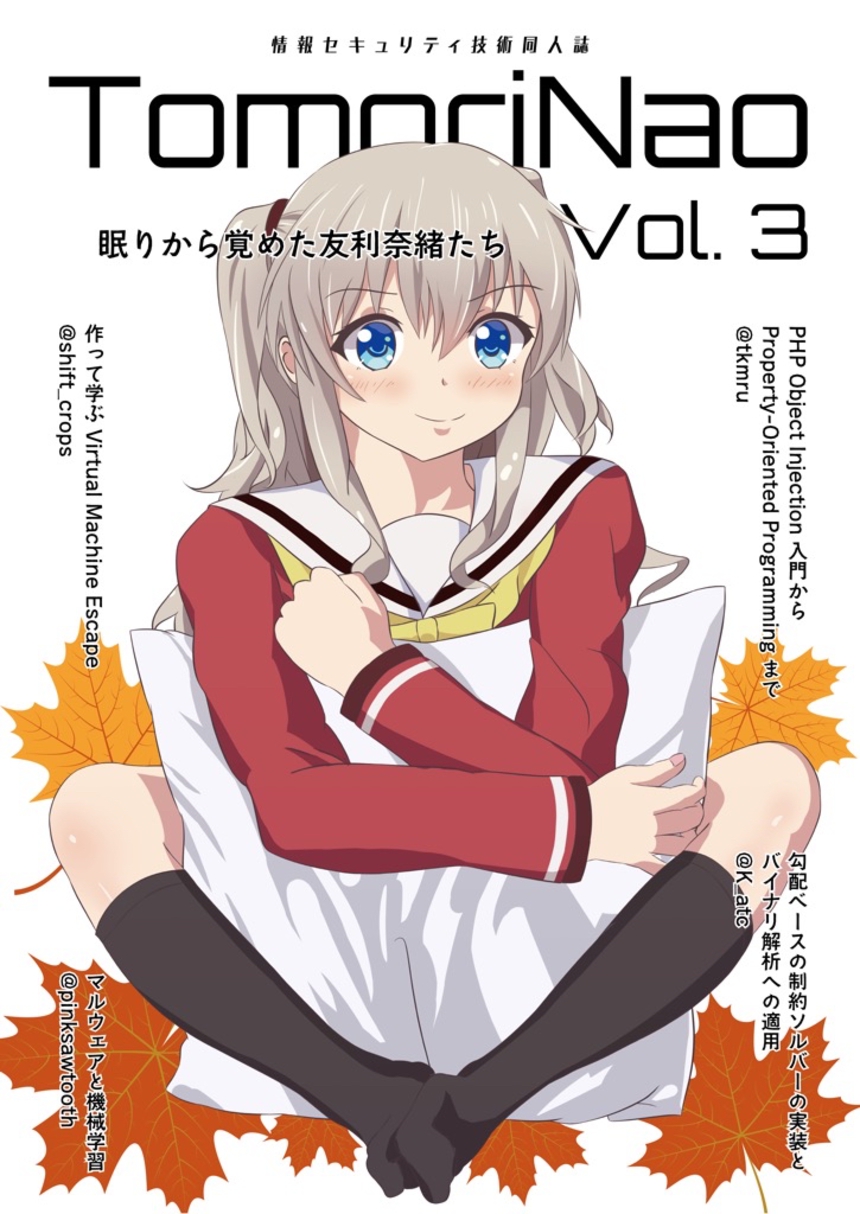 情報セキュリティ技術同人誌
TomoriNao
Vol. 3
眠りから覚めた友利奈緒たち
PHP Object Injection 入門から
Property-Oriented Programming まで
@tkmru
作って学ぶ Virtual Machine Escape
@shift_crops
勾配ベースの制約ソルバーの実装と
バイナリ解析への適用
@K_atc
マルウェアと機械学習
@pinksawtooth